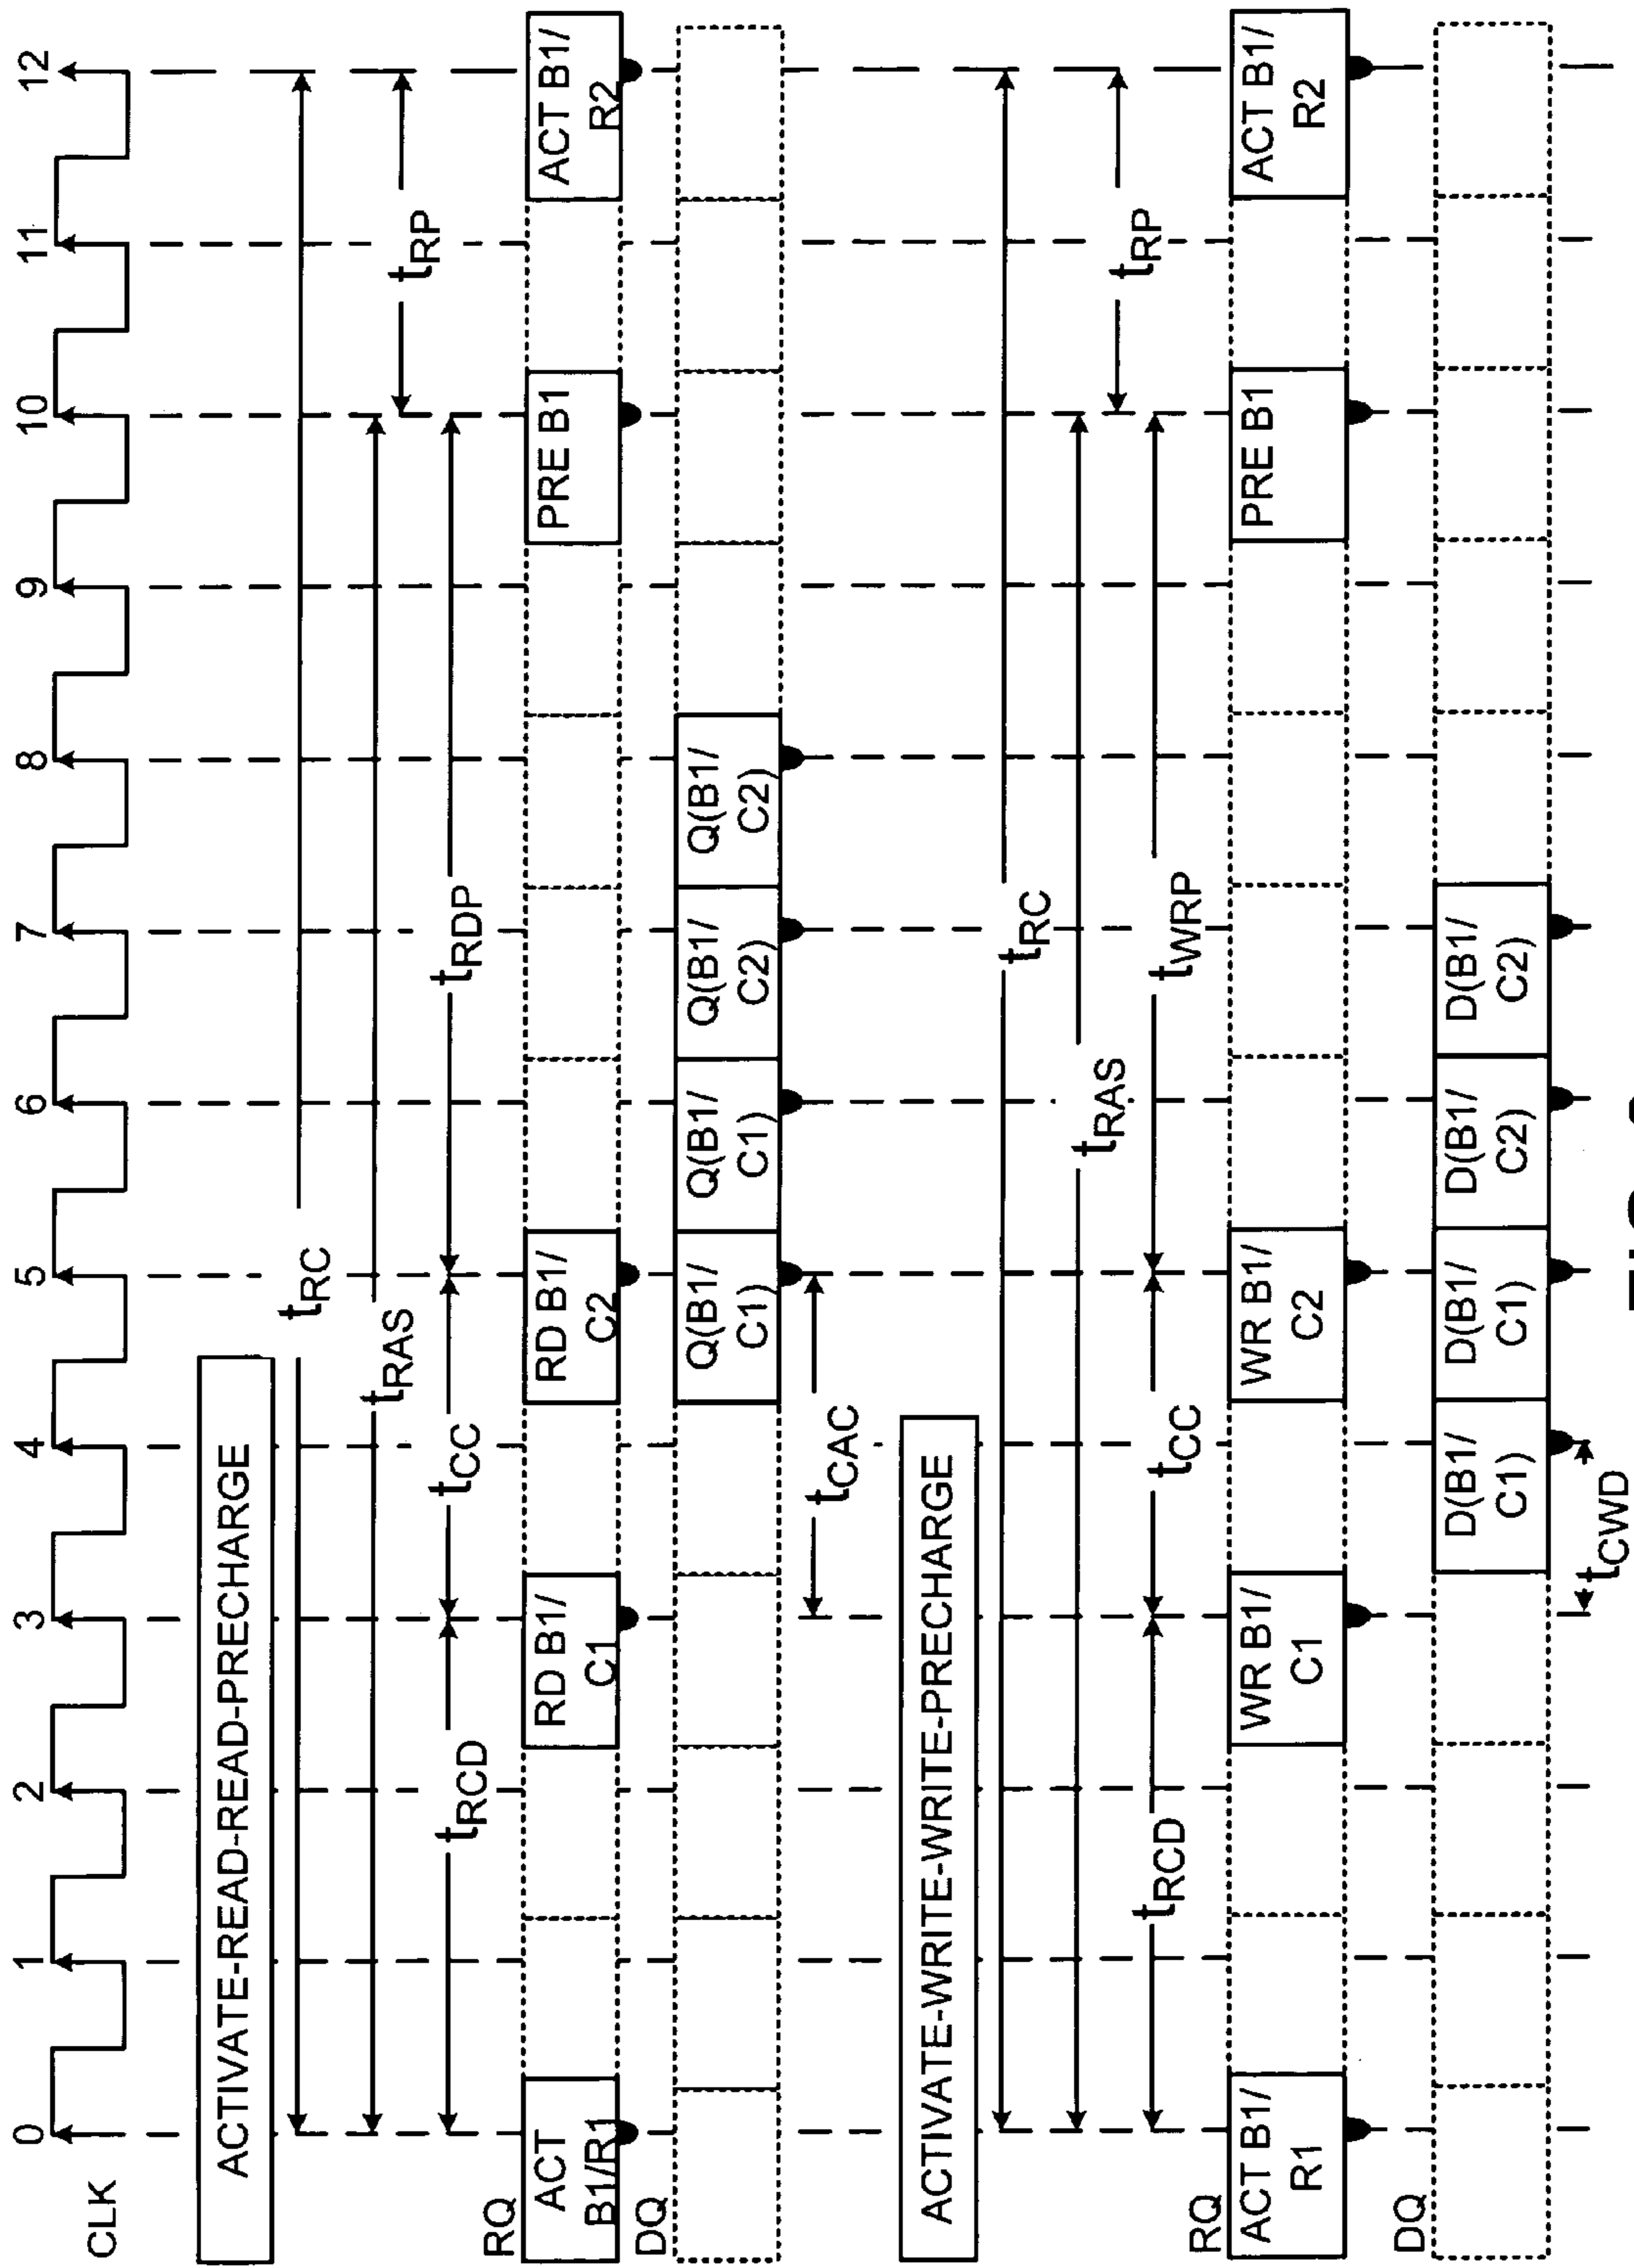 CLK
0 1 2 3 4 5 6 7 8 9 10 11 12
ACTIVATE-READ-READ-PRECHARGE
tRC
tRAS
tRP
tRCD
tCC
tRDP
RQ
ACT
B1/R1
RD B1/
C1
RD B1/
C2
PRE B1
ACT B1/
R2
DQ
Q(B1/
C1)
Q(B1/
C1)
Q(B1/
C2)
Q(B1/
C2)
tCAC
ACTIVATE-WRITE-WRITE-PRECHARGE
tRC
tRAS
tRP
tRCD
tCC
tWRP
RQ
ACT B1/
R1
WR B1/
C1
WR B1/
C2
PRE B1
ACT B1/
R2
DQ
D(B1/
C1)
D(B1/
C1)
D(B1/
C2)
D(B1/
C2)
tCWD